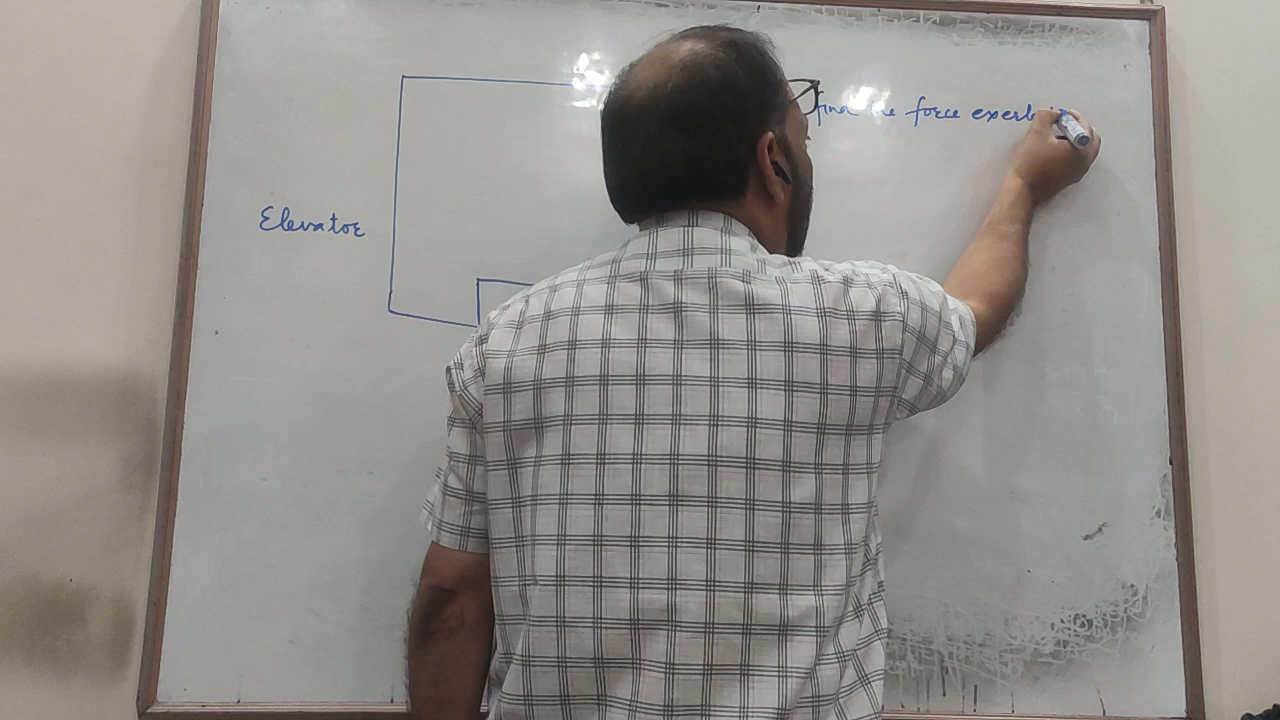 find the force exert
Elevator